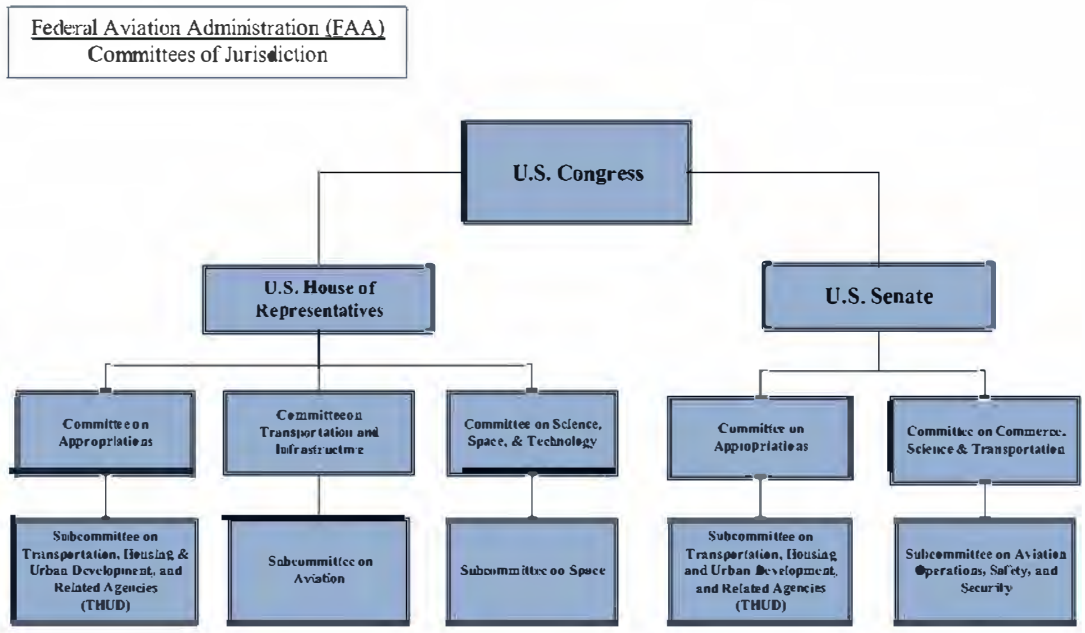 Federal Aviation Administration (FAA)
Committees of Jurisdiction
U.S. Congress
U.S. House of
Representatives
U.S. Senate
Committee on
Appropriations
Committee on
Transportation and
Infrastructure
Committee on Science,
Space, & Technology
Committee on
Appropriations
Committee on Commerce,
Science & Transportation
Subcommittee on
Transportation, Housing &
Urban Development, and
Related Agencies
(THUD)
Subcommittee on
Aviation
Subcommittee on Space
Subcommittee on
Transportation, Housing
and Urban Development,
and Related Agencies
(THUD)
Subcommittee on Aviation
Operations, Safety, and
Security